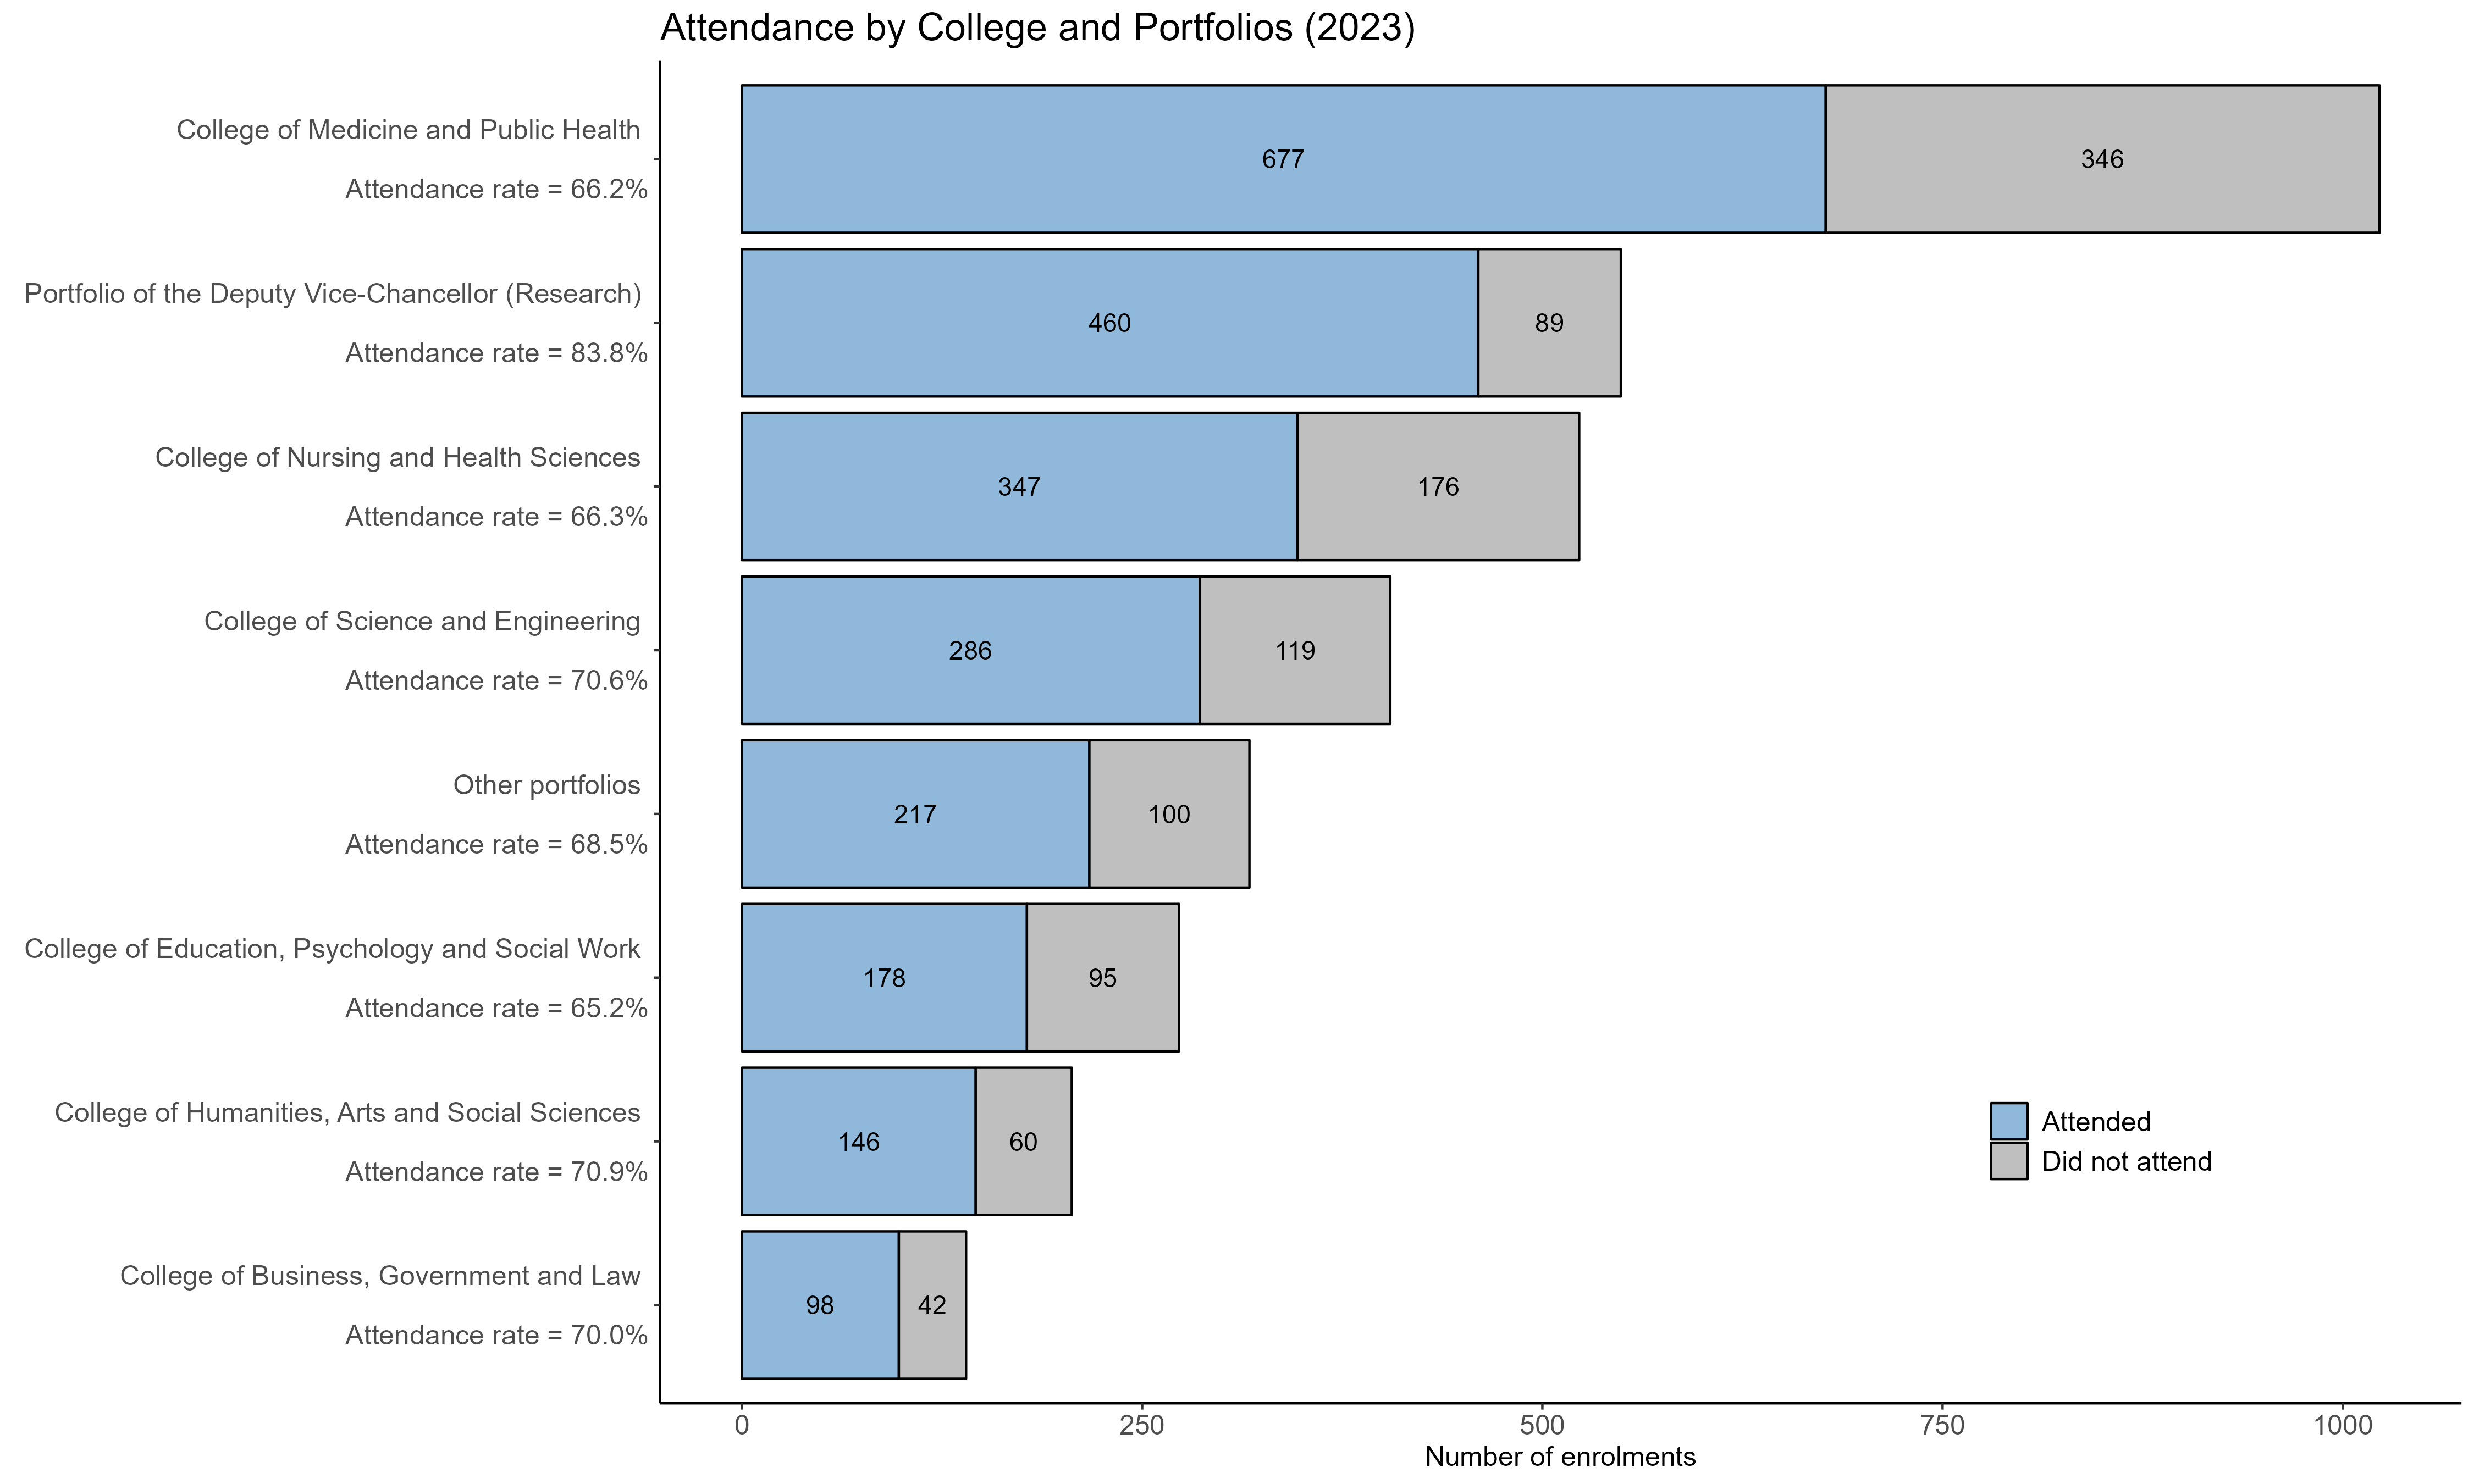 Attendance by College and Portfolios (2023)
College of Medicine and Public Health
Attendance rate = 66.2%
677
346
Portfolio of the Deputy Vice-Chancellor (Research)
Attendance rate = 83.8%
460
89
College of Nursing and Health Sciences
Attendance rate = 66.3%
347
176
College of Science and Engineering
Attendance rate = 70.6%
286
119
Other portfolios
Attendance rate = 68.5%
217
100
College of Education, Psychology and Social Work
Attendance rate = 65.2%
178
95
College of Humanities, Arts and Social Sciences
Attendance rate = 70.9%
146
60
Attended
Did not attend
College of Business, Government and Law
Attendance rate = 70.0%
98
42
0
250
500
750
1000
Number of enrolments